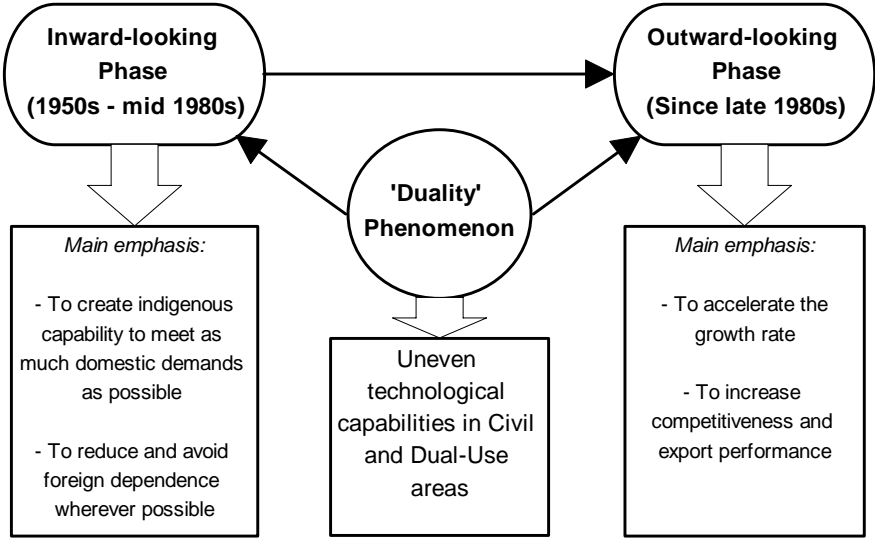 Inward-looking
Phase
(1950s - mid 1980s)
Outward-looking
Phase
(Since late 1980s)
'Duality'
Phenomenon
Main emphasis:
- To create indigenous
capability to meet as
much domestic demands
as possible
- To reduce and avoid
foreign dependence
wherever possible
Uneven
technological
capabilities in Civil
and Dual-Use
areas
Main emphasis:
- To accelerate the
growth rate
- To increase
competitiveness and
export performance